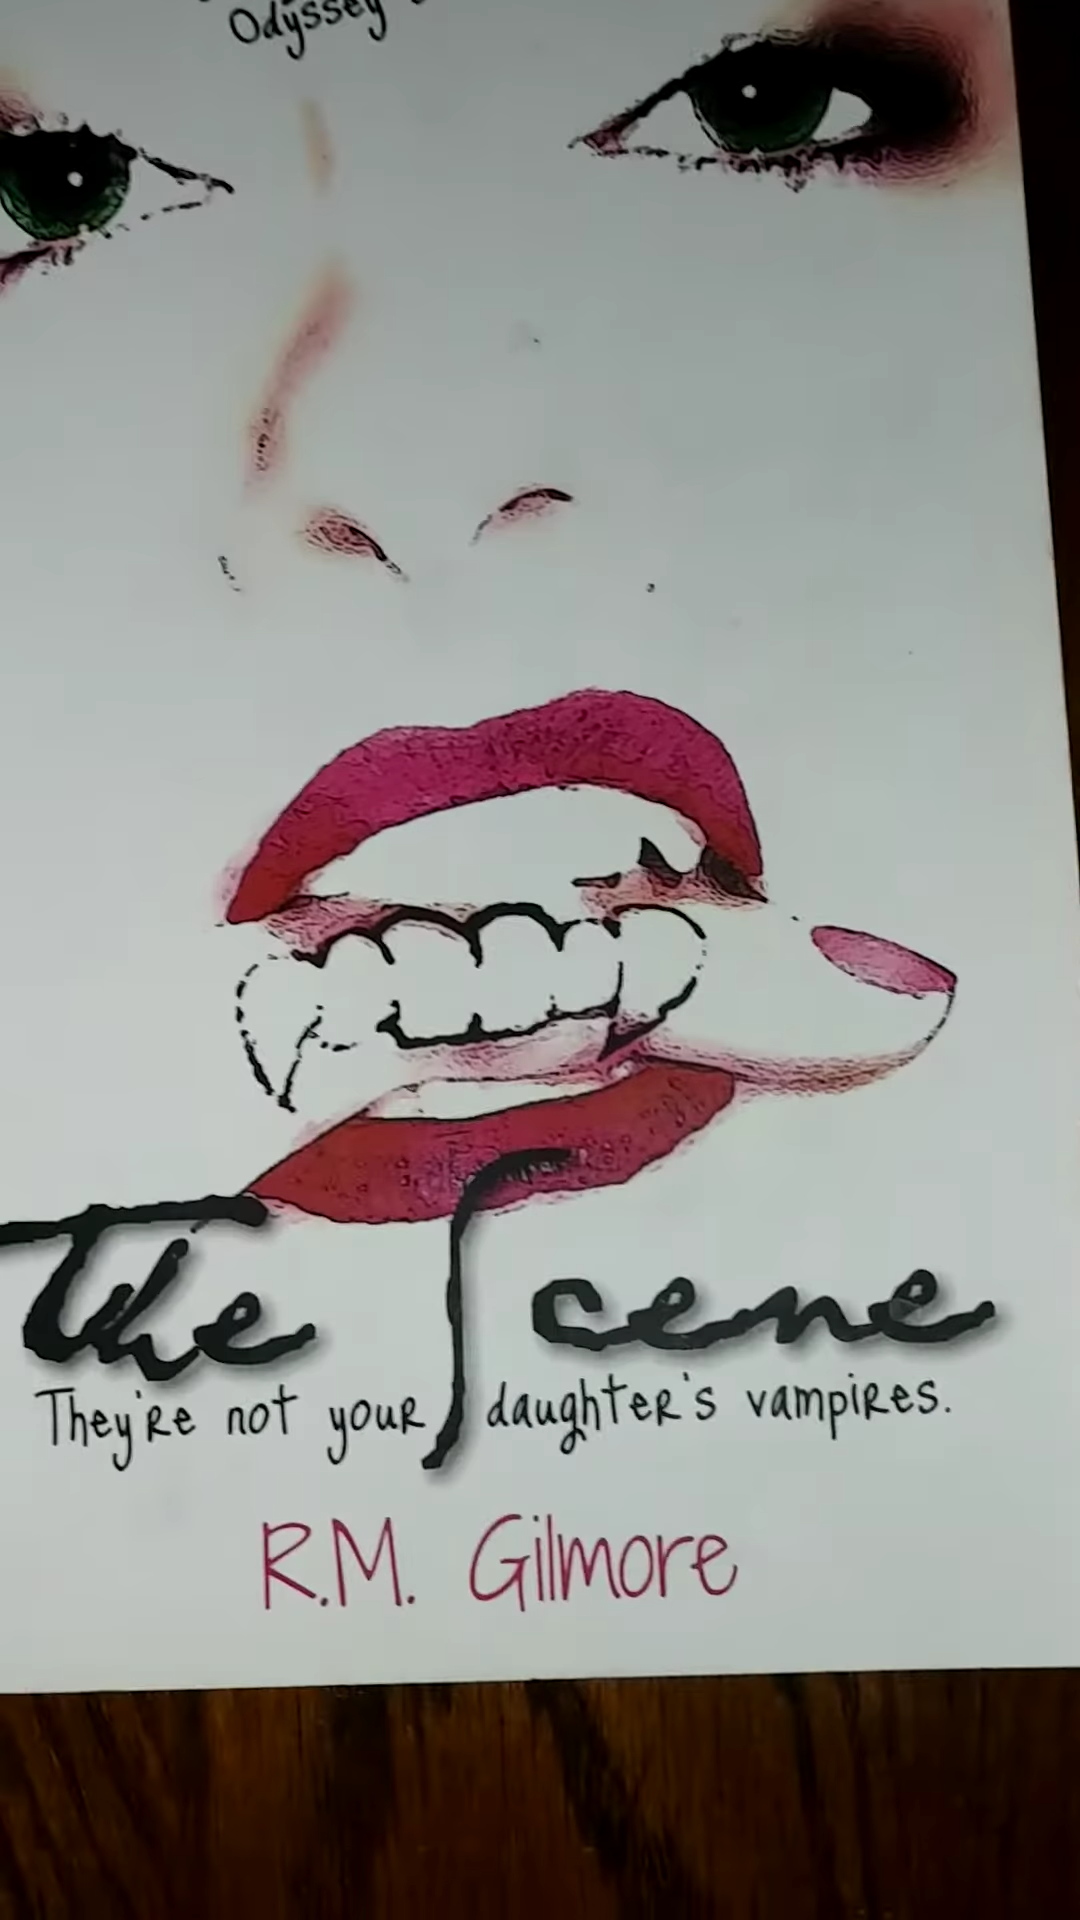 Odyssey
The Scene
They're not your daughter's vampires.
R.M. Gilmore